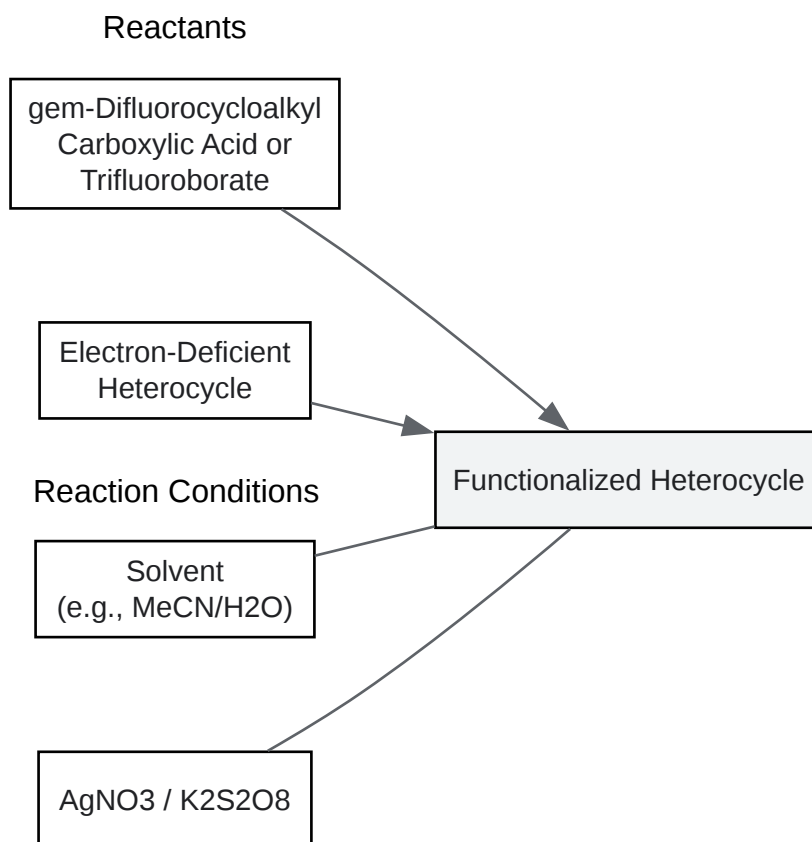 Reactants
gem-Difluorocycloalkyl
Carboxylic Acid or
Trifluoroborate
Electron-Deficient
Heterocycle
Functionalized Heterocycle
Reaction Conditions
Solvent
(e.g., MeCN/H2O)
AgNO3 / K2S2O8